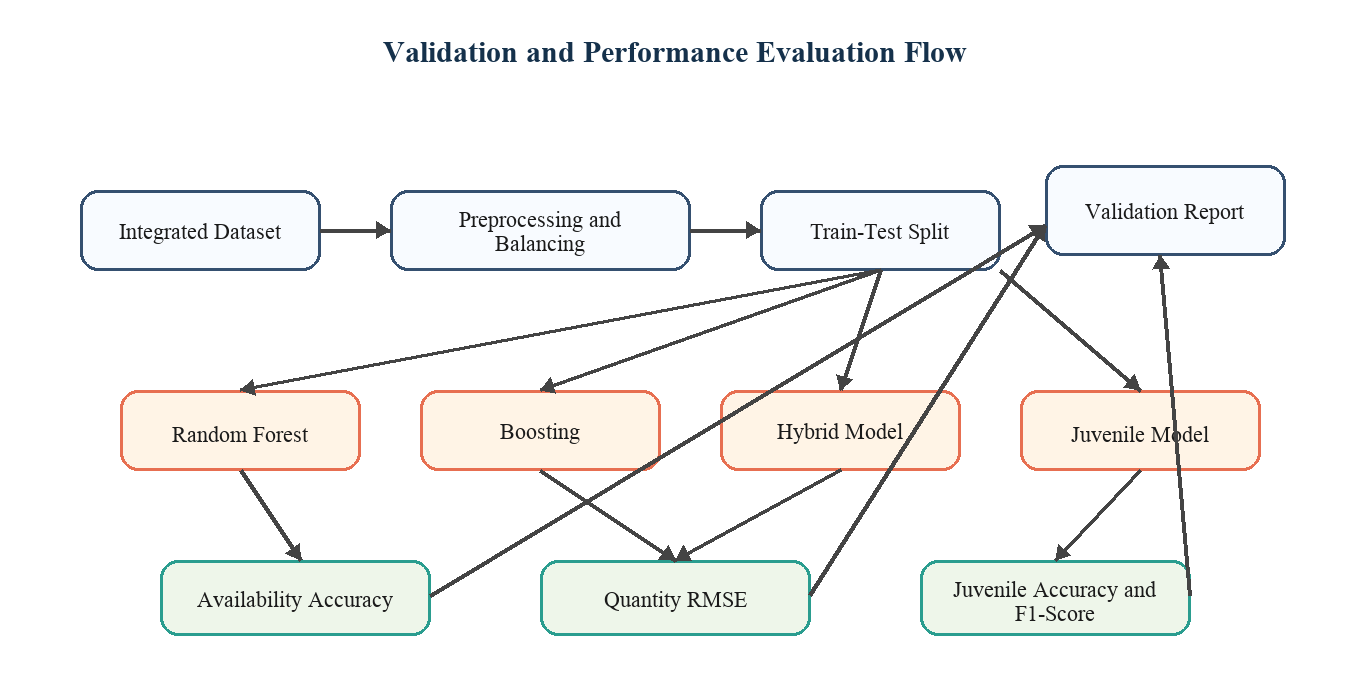 Validation and Performance Evaluation Flow
Integrated Dataset
Preprocessing and
Balancing
Train-Test Split
Validation Report
Random Forest
Boosting
Hybrid Model
Juvenile Model
Availability Accuracy
Quantity RMSE
Juvenile Accuracy and
F1-Score